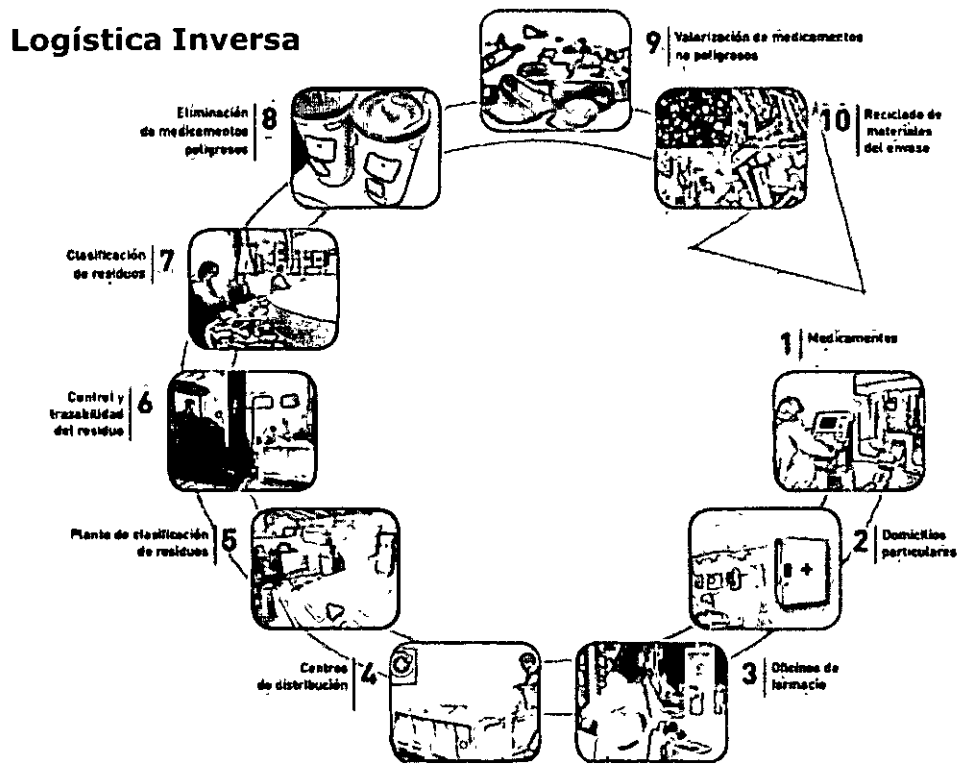 Logística Inversa
9 Valorización de medicamentos
no peligrosos
8 Eliminación
de medicamentos
peligrosos
10 Reciclado de
materiales
del envase
7 Clasificación
de residuos
1 Medicamentos
6 Control y
trazabilidad
del residuo
5 Planta de clasificación
de residuos
2 Domicilios
particulares
4 Centros
de distribución
3 Oficinas de
farmacia